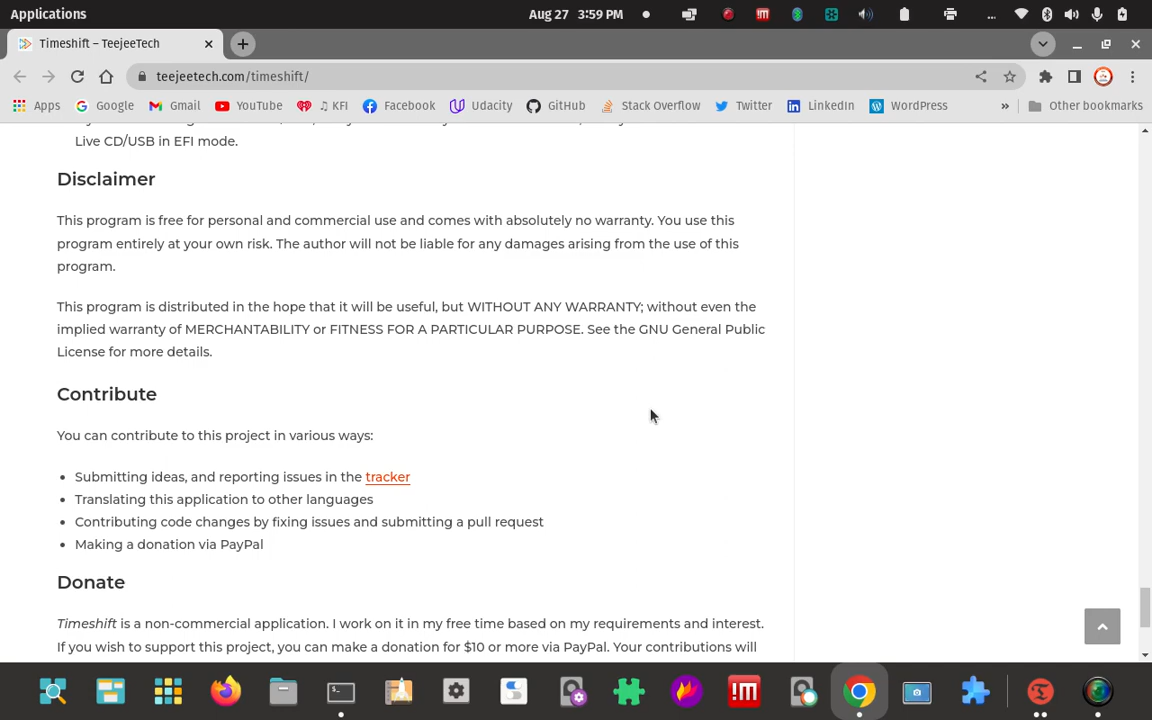 Applications
Aug 27 3:59 PM
...
Timeshift – TeejeeTech
teejeetech.com/timeshift/
Apps Google Gmail YouTube ♫ KFI Facebook Udacity GitHub Stack Overflow Twitter LinkedIn WordPress » Other bookmarks
Live CD/USB in EFI mode.
Disclaimer
This program is free for personal and commercial use and comes with absolutely no warranty. You use this
program entirely at your own risk. The author will not be liable for any damages arising from the use of this
program.
This program is distributed in the hope that it will be useful, but WITHOUT ANY WARRANTY; without even the
implied warranty of MERCHANTABILITY or FITNESS FOR A PARTICULAR PURPOSE. See the GNU General Public
License for more details.
Contribute
You can contribute to this project in various ways:
• Submitting ideas, and reporting issues in the tracker
• Translating this application to other languages
• Contributing code changes by fixing issues and submitting a pull request
• Making a donation via PayPal
Donate
Timeshift is a non-commercial application. I work on it in my free time based on my requirements and interest.
If you wish to support this project, you can make a donation for $10 or more via PayPal. Your contributions will
!M